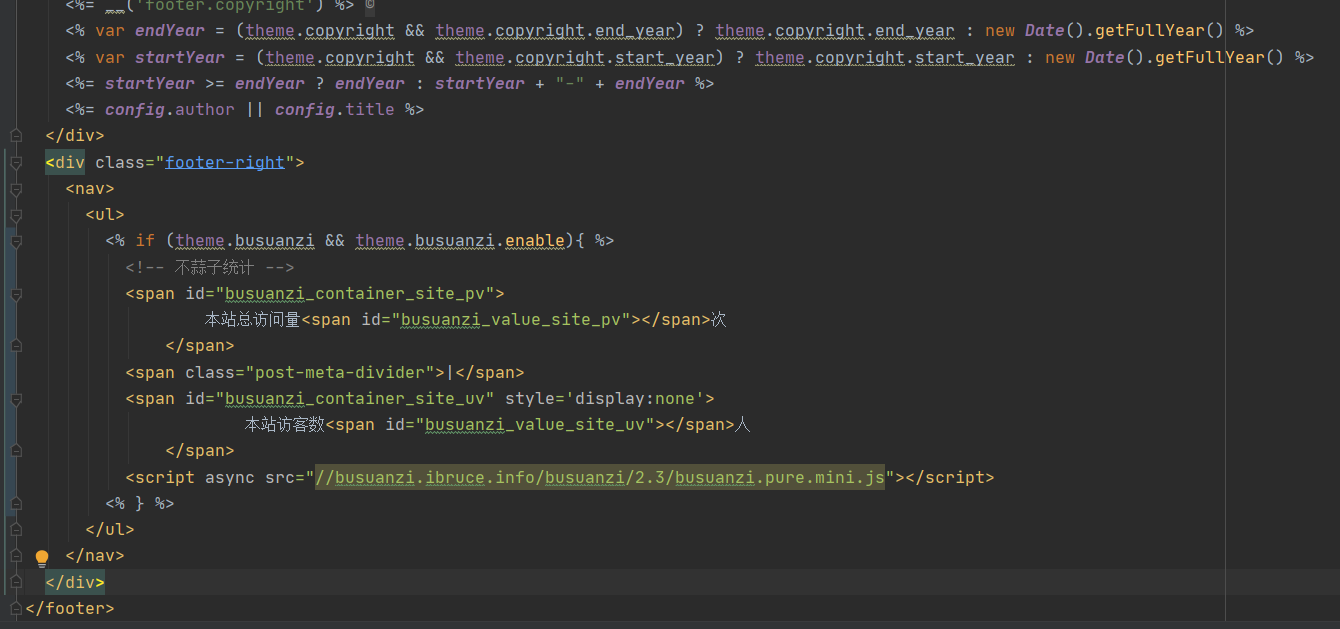 <%= __('footer.copyright') %> ©
<% var endYear = (theme.copyright && theme.copyright.end_year) ? theme.copyright.end_year : new Date().getFullYear() %>
<% var startYear = (theme.copyright && theme.copyright.start_year) ? theme.copyright.start_year : new Date().getFullYear() %>
<%= startYear >= endYear ? endYear : startYear + "-" + endYear %>
<%= config.author || config.title %>
</div>
<div class="footer-right">
<nav>
<ul>
<% if (theme.busuanzi && theme.busuanzi.enable){ %>
<!-- 不蒜子统计 -->
<span id="busuanzi_container_site_pv">
本站总访问量<span id="busuanzi_value_site_pv"></span>次
</span>
<span class="post-meta-divider">|</span>
<span id="busuanzi_container_site_uv" style='display:none'>
本站访客数<span id="busuanzi_value_site_uv"></span>人
</span>
<script async src="//busuanzi.ibruce.info/busuanzi/2.3/busuanzi.pure.mini.js"></script>
<% } %>
</ul>
</nav>
</div>
</footer>